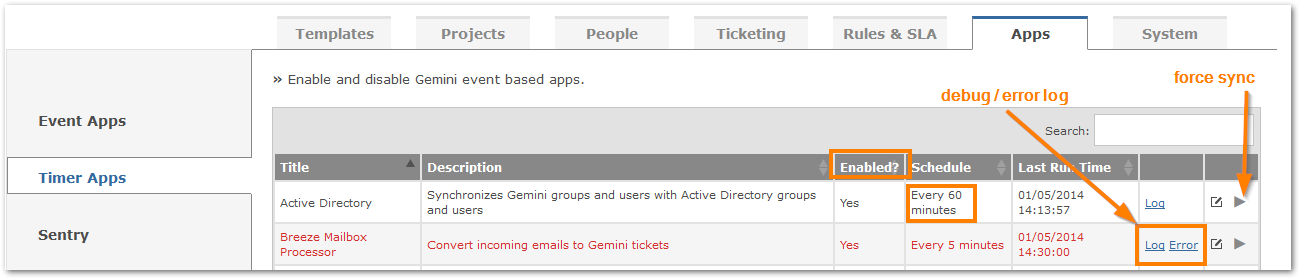 Templates Projects People Ticketing Rules & SLA Apps System
» Enable and disable Gemini event based apps.
force sync
debug / error log
Event Apps
Timer Apps
Sentry
Search:
Title Description Enabled? Schedule Last Run Time
Active Directory Synchronizes Gemini groups and users with Active Directory groups and users Yes Every 60 minutes 01/05/2014 14:13:57 Log
Breeze Mailbox Processor Convert incoming emails to Gemini tickets Yes Every 5 minutes 01/05/2014 14:30:00 Log Error